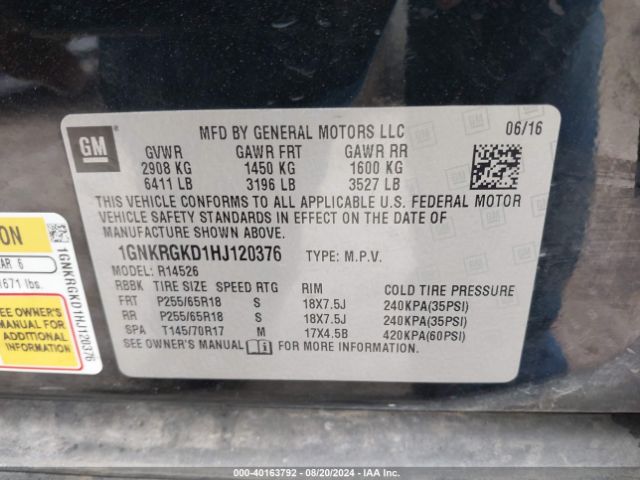 GM
MFD BY GENERAL MOTORS LLC 06/16
GVWR GAWR FRT GAWR RR
2908 KG 1450 KG 1600 KG
6411 LB 3196 LB 3527 LB
THIS VEHICLE CONFORMS TO ALL APPLICABLE U.S. FEDERAL MOTOR
VEHICLE SAFETY STANDARDS IN EFFECT ON THE DATE OF
MANUFACTURE SHOWN ABOVE.
1GNKRGKD1HJ120376 TYPE: M.P.V.
MODEL: R14526
RBBK TIRE SIZE SPEED RTG RIM COLD TIRE PRESSURE
FRT P255/65R18 S 18X7.5J 240KPA(35PSI)
RR P255/65R18 S 18X7.5J 240KPA(35PSI)
SPA T145/70R17 M 17X4.5B 420KPA(60PSI)
SEE OWNER'S MANUAL FOR MORE INFORMATION.
ON
AR 6
671 lbs.
SEE OWNER'S
MANUAL FOR
ADDITIONAL
INFORMATION
1GNKRGKD1HJ120376
000-40163792 - 08/20/2024 - IAA Inc.